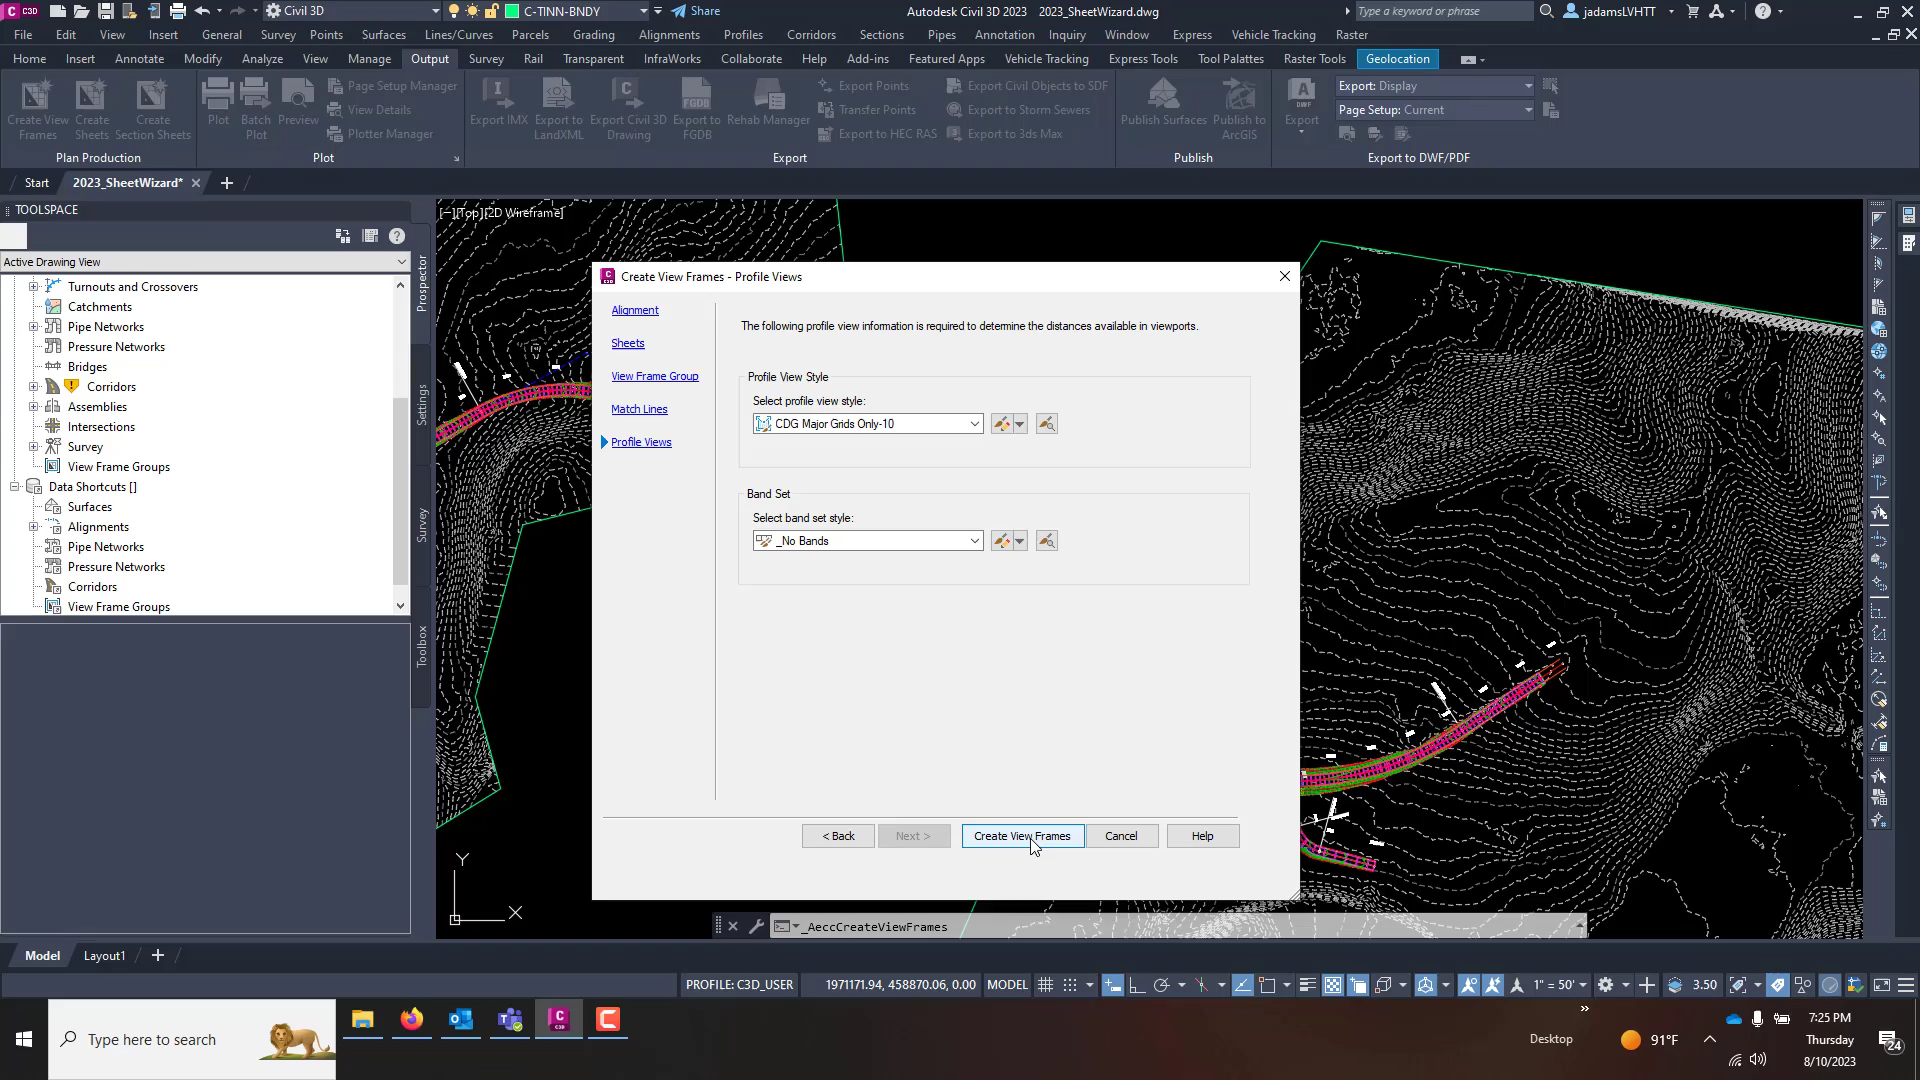 C3D Civil 3D C-TINN-BNDY Share Autodesk Civil 3D 2023 2023_SheetWizard.dwg Type a keyword or phrase jadamsLVHTT
File Edit View Insert General Survey Points Surfaces Lines/Curves Parcels Grading Alignments Profiles Corridors Sections Pipes Annotation Inquiry Window Express Vehicle Tracking Raster
Home Insert Annotate Modify Analyze View Manage Output Survey Rail Transparent InfraWorks Collaborate Help Add-ins Featured Apps Vehicle Tracking Express Tools Tool Palettes Raster Tools Geolocation
Page Setup Manager Export Points Export Civil Objects to SDF Export: Display
View Details Transfer Points Export to Storm Sewers Page Setup: Current
Create View Create Create Plot Batch Preview Export IMX Export to Export Civil 3D Export to Rehab Manager Publish Surfaces Publish to Export
Frames Sheets Section Sheets Plot Plotter Manager LandXML Drawing FGDB Export to HEC RAS Export to 3ds Max ArcGIS
Plan Production Plot Export Publish Export to DWF/PDF
Start 2023_SheetWizard*
TOOLSPACE
[−][Top][2D Wireframe]
Active Drawing View
Prospector
Settings
Survey
Toolbox
Turnouts and Crossovers
Catchments
Pipe Networks
Pressure Networks
Bridges
Corridors
Assemblies
Intersections
Survey
View Frame Groups
Data Shortcuts []
Surfaces
Alignments
Pipe Networks
Pressure Networks
Corridors
View Frame Groups
Create View Frames - Profile Views
Alignment
Sheets
View Frame Group
Match Lines
Profile Views
The following profile view information is required to determine the distances available in viewports.
Profile View Style
Select profile view style:
CDG Major Grids Only-10
Band Set
Select band set style:
_No Bands
< Back Next > Create View Frames Cancel Help
Y
X
_AeccCreateViewFrames
Model Layout1
PROFILE: C3D_USER 1971171.94, 458870.06, 0.00 MODEL 1" = 50' 3.50
Type here to search
Desktop 91°F
7:25 PM
Thursday
8/10/2023
24